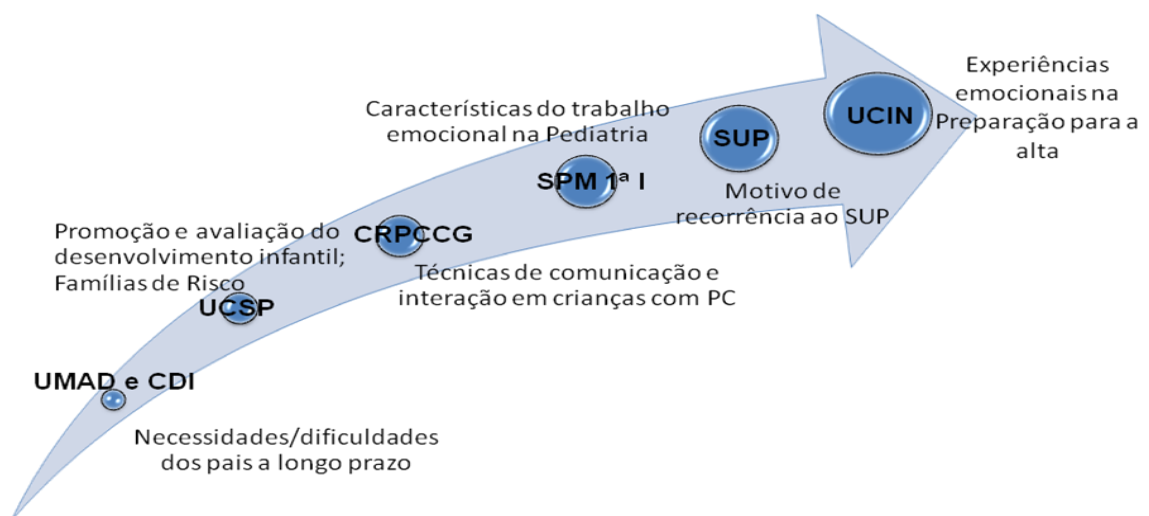 UMAD e CDI
Necessidades/dificuldades
dos pais a longo prazo
UCSP
Promoção e avaliação do
desenvolvimento infantil;
Famílias de Risco
CRPCCG
Técnicas de comunicação e
interação em crianças com PC
SPM 1ª I
Características do trabalho
emocional na Pediatria
SUP
Motivo de
recorrência ao SUP
UCIN
Experiências
emocionais na
Preparação para a
alta